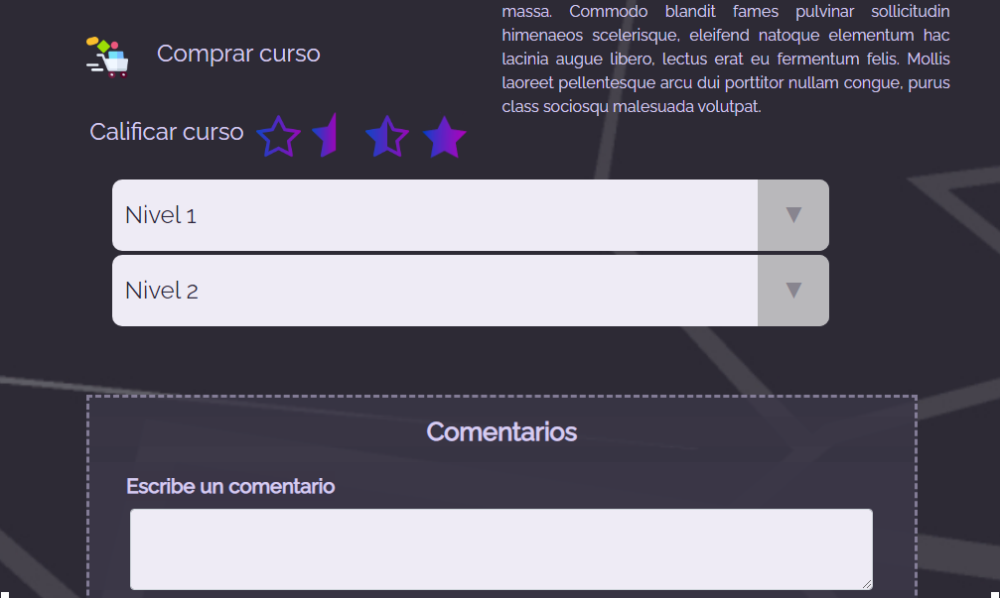 massa. Commodo blandit fames pulvinar sollicitudin
himenaeos scelerisque, eleifend natoque elementum hac
lacinia augue libero, lectus erat eu fermentum felis. Mollis
laoreet pellentesque arcu dui porttitor nullam congue, purus
class sociosqu malesuada volutpat.
Comprar curso
Calificar curso
Nivel 1
Nivel 2
Comentarios
Escribe un comentario